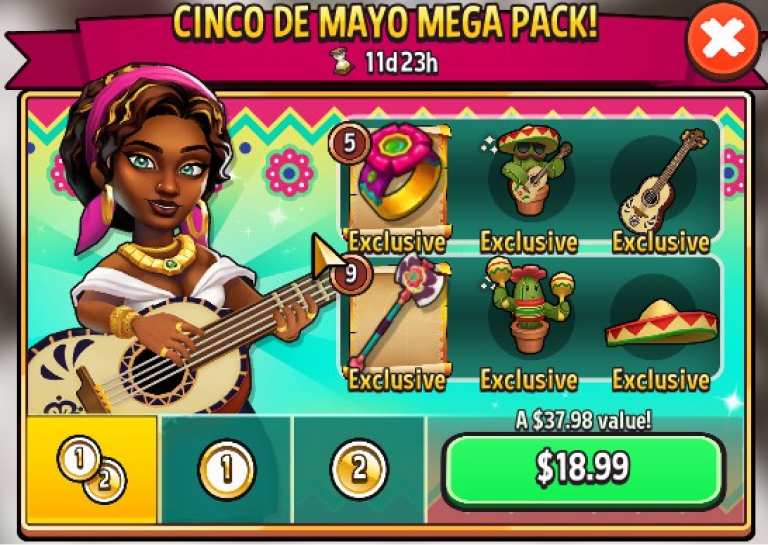 CINCO DE MAYO MEGA PACK!
11d23h
5
Exclusive Exclusive Exclusive
9
Exclusive Exclusive Exclusive
A $37.98 value!
$18.99
1 2
1
2